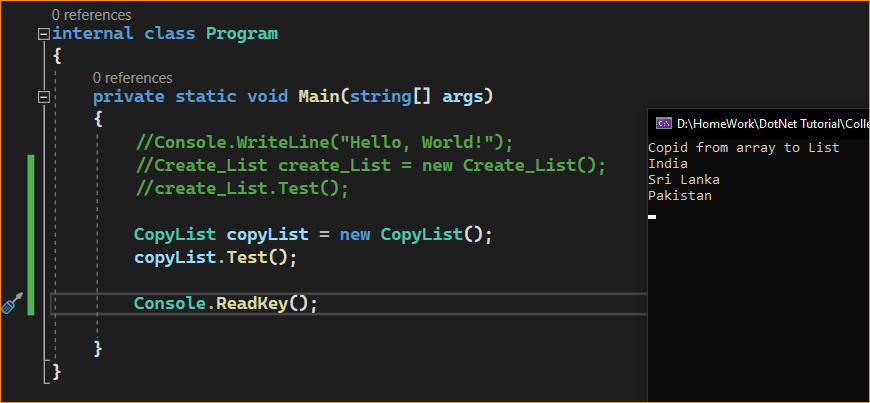 0 references
internal class Program
{
0 references
private static void Main(string[] args)
{
//Console.WriteLine("Hello, World!");
//Create_List create_List = new Create_List();
//create_List.Test();
CopyList copyList = new CopyList();
copyList.Test();
Console.ReadKey();
}
}
D:\HomeWork\DotNet Tutorial\Colle
Copid from array to List
India
Sri Lanka
Pakistan